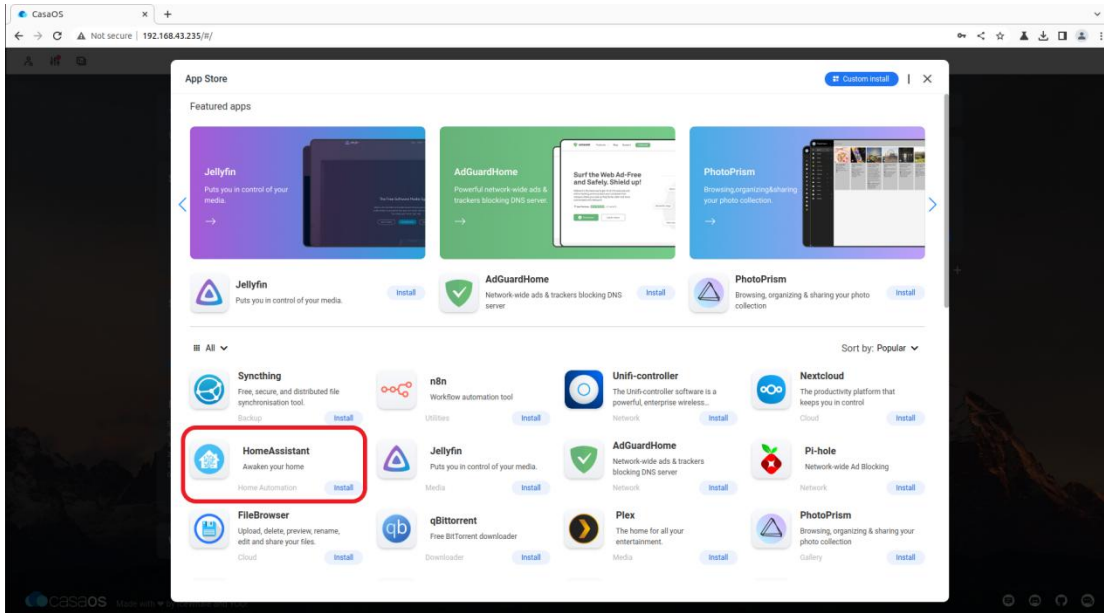 CasaOS
Not secure
192.168.43.235/#/
App Store
Custom install
Featured apps
Jellyfin
Puts you in control of your
media.
AdGuardHome
Powerful network-wide ads &
trackers blocking DNS server.
Surf the Web Ad-Free
and Safely. Shield up!
PhotoPrism
Browsing,organizing&sharing
your photo collection.
Jellyfin
Puts you in control of your media.
Install
AdGuardHome
Network-wide ads & trackers blocking DNS
server
Install
PhotoPrism
Browsing, organizing & sharing your photo
collection
Install
All
Sort by: Popular
Syncthing
Free, secure, and distributed file
synchronisation tool.
Backup
Install
n8n
Workflow automation tool
Utilities
Install
Unifi-controller
The Unifi-controller software is a
powerful, enterprise wireless...
Network
Install
Nextcloud
The productivity platform that
keeps you in control
Cloud
Install
HomeAssistant
Awaken your home
Home Automation
Install
Jellyfin
Puts you in control of your media.
Media
Install
AdGuardHome
Network-wide ads & trackers
blocking DNS server
Network
Install
Pi-hole
Network-wide Ad Blocking
Network
Install
FileBrowser
Upload, delete, preview, rename,
edit and share your files.
Cloud
Install
qb
qBittorrent
Free BitTorrent downloader
Downloader
Install
Plex
The home for all your
entertainment.
Media
Install
PhotoPrism
Browsing, organizing & sharing your
photo collection
Gallery
Install
CasaOS
Made with